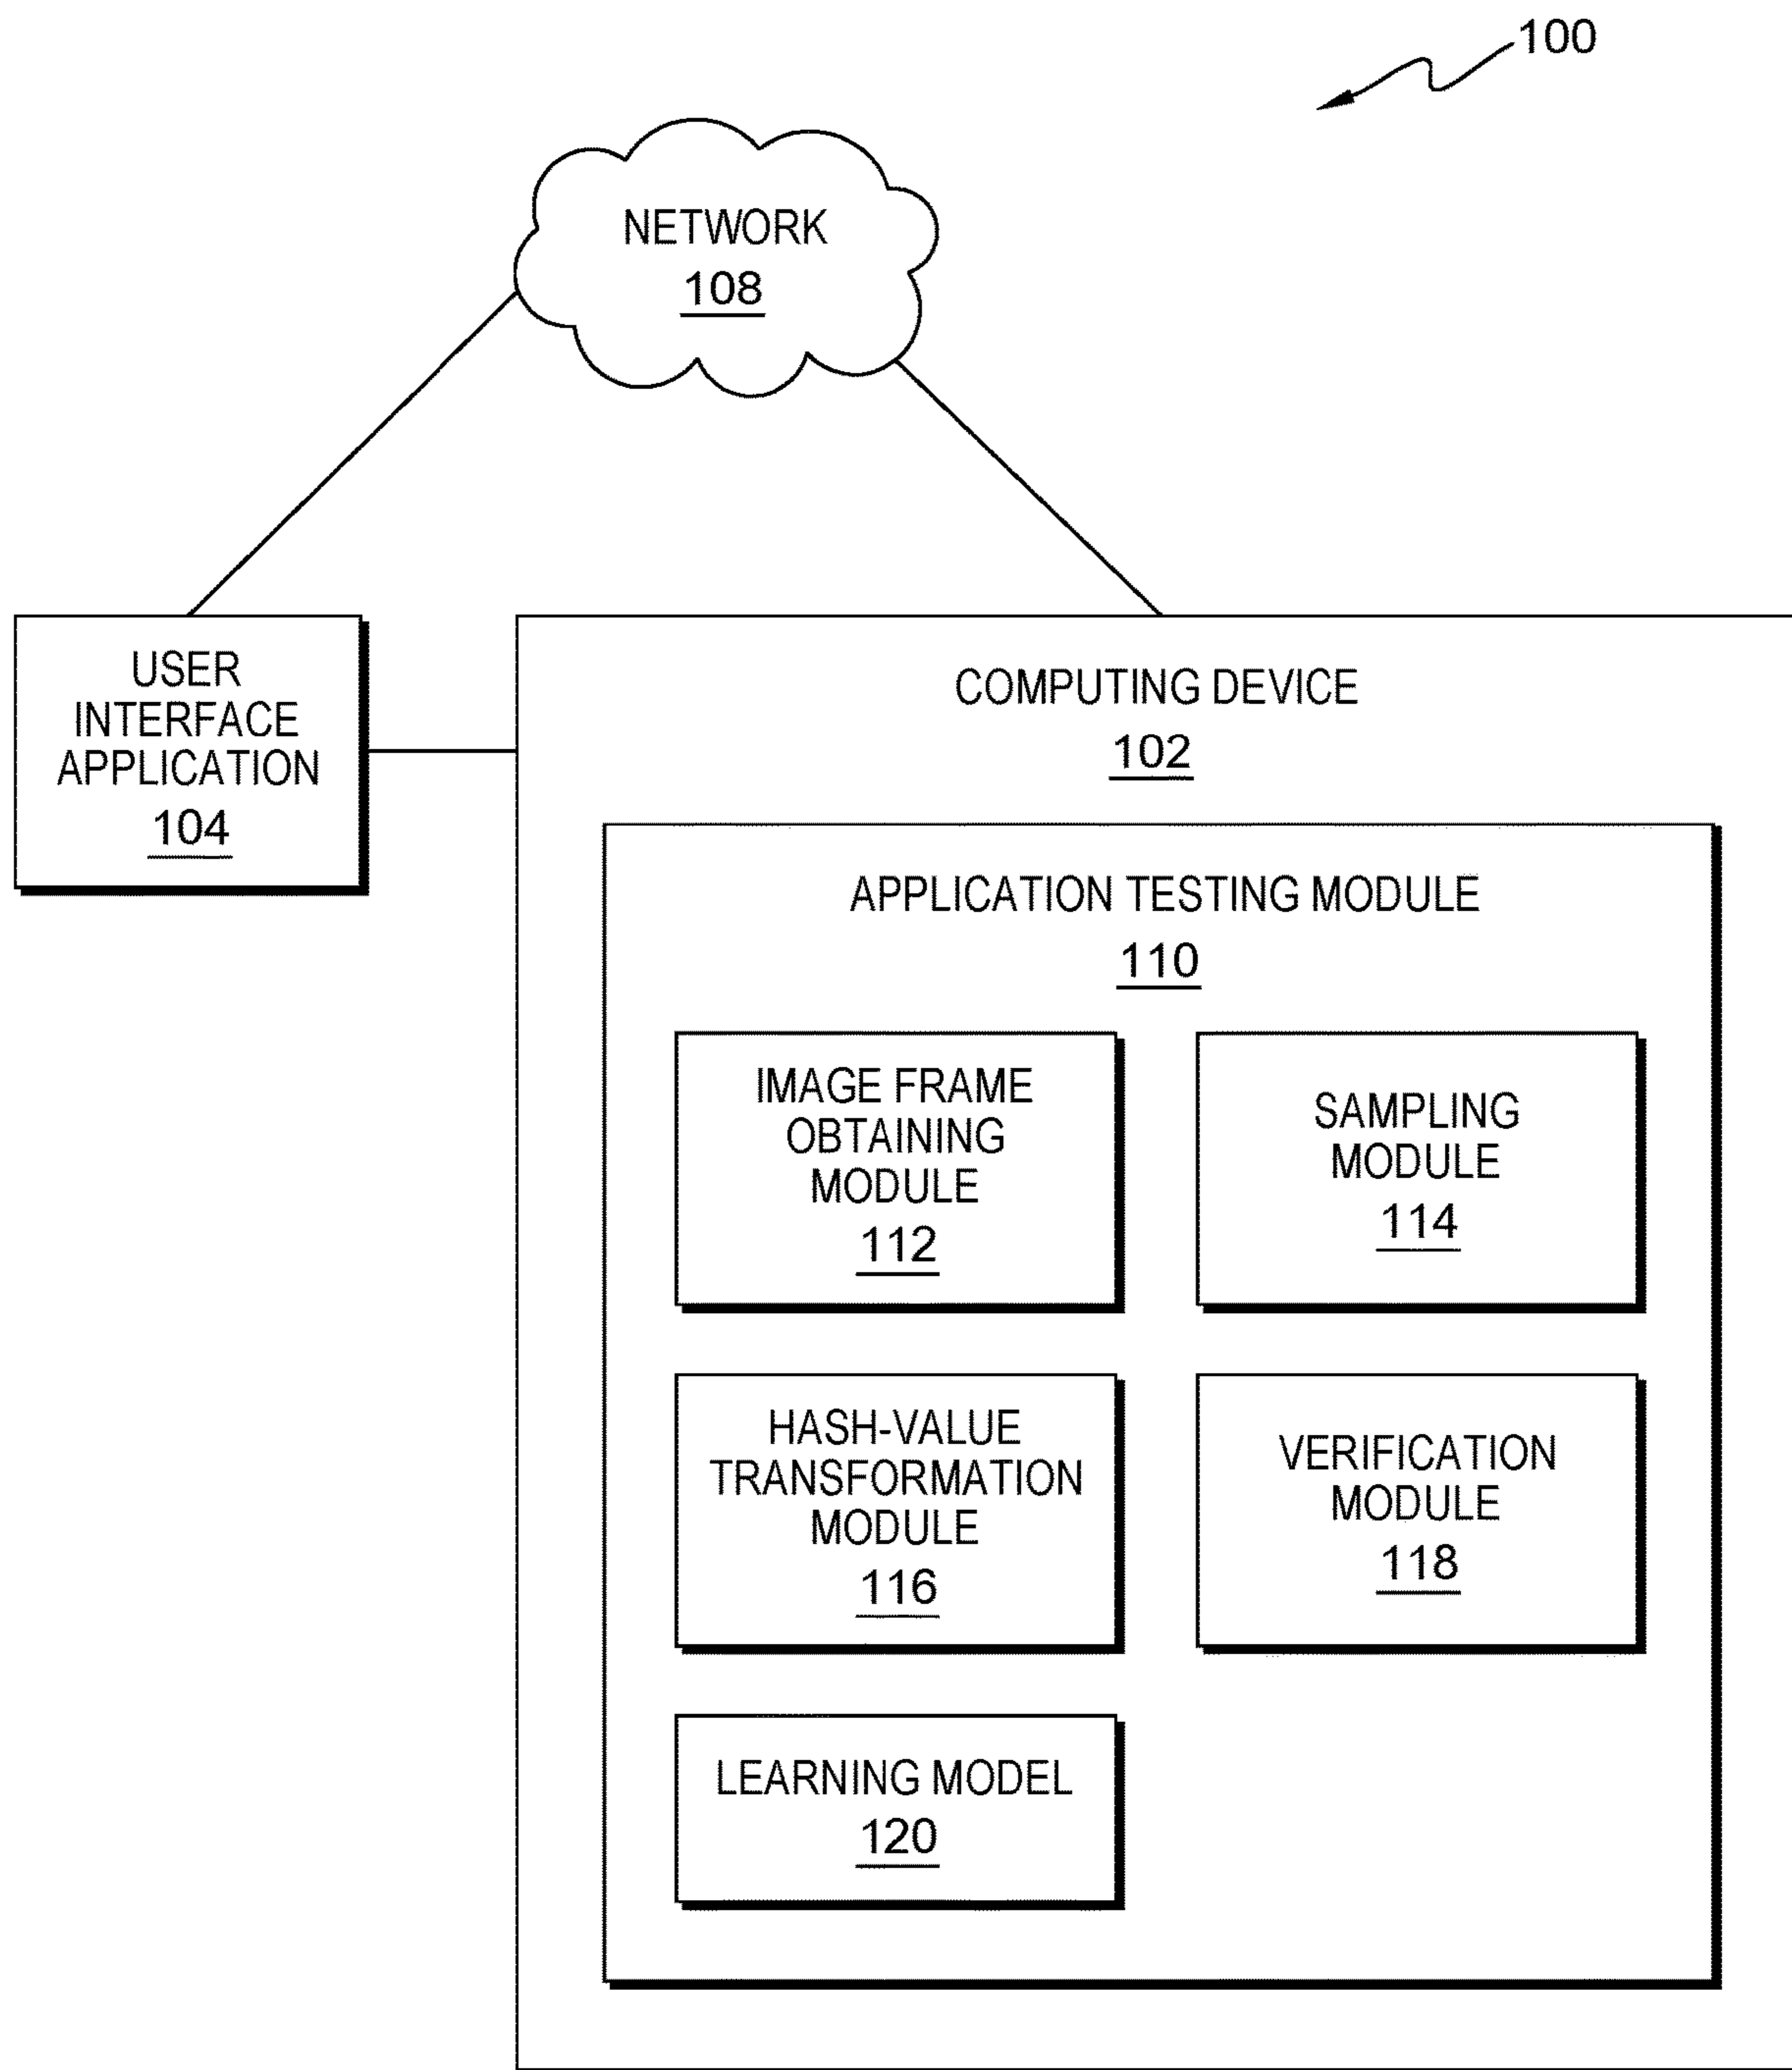 100
NETWORK
108
USER
INTERFACE
APPLICATION
104
COMPUTING DEVICE
102
APPLICATION TESTING MODULE
110
IMAGE FRAME
OBTAINING
MODULE
112
SAMPLING
MODULE
114
HASH-VALUE
TRANSFORMATION
MODULE
116
VERIFICATION
MODULE
118
LEARNING MODEL
120